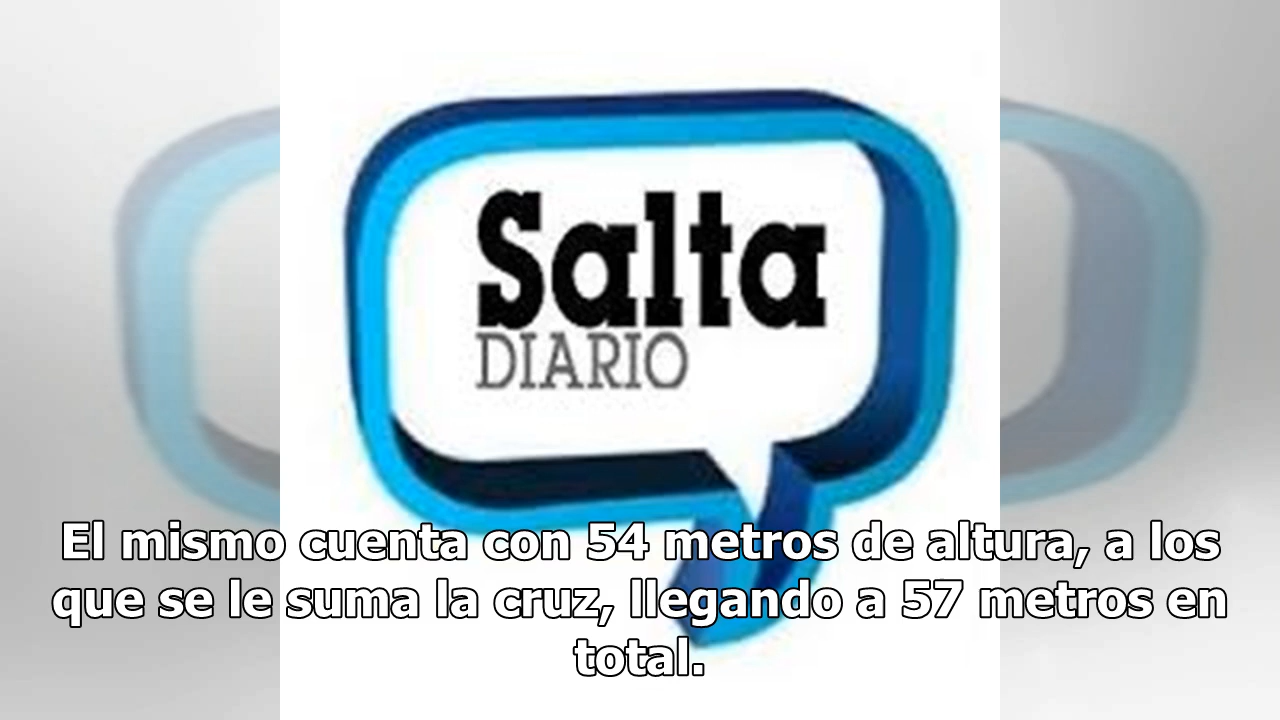 Salta
DIARIO
El mismo cuenta con 54 metros de altura, a los
que se le suma la cruz, llegando a 57 metros en
total.